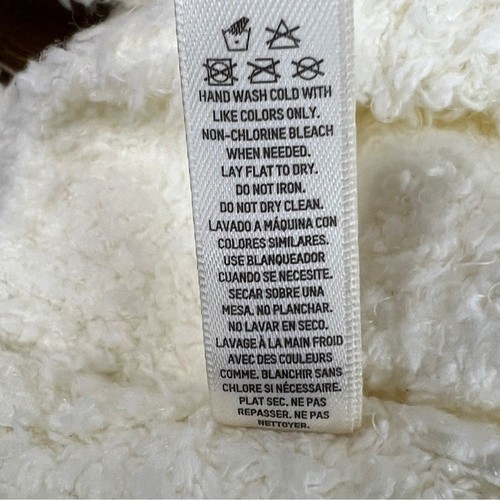 HAND WASH COLD WITH
LIKE COLORS ONLY.
NON-CHLORINE BLEACH
WHEN NEEDED.
LAY FLAT TO DRY.
DO NOT IRON.
DO NOT DRY CLEAN.
LAVADO A MÁQUINA CON
COLORES SIMILARES.
USE BLANQUEADOR
CUANDO SE NECESITE.
SECAR SOBRE UNA
MESA. NO PLANCHAR.
NO LAVAR EN SECO.
LAVAGE À LA MAIN FROID
AVEC DES COULEURS
COMME. BLANCHIR SANS
CHLORE SI NÉCESSAIRE.
PLAT SEC. NE PAS
REPASSER. NE PAS
NETTOYER.